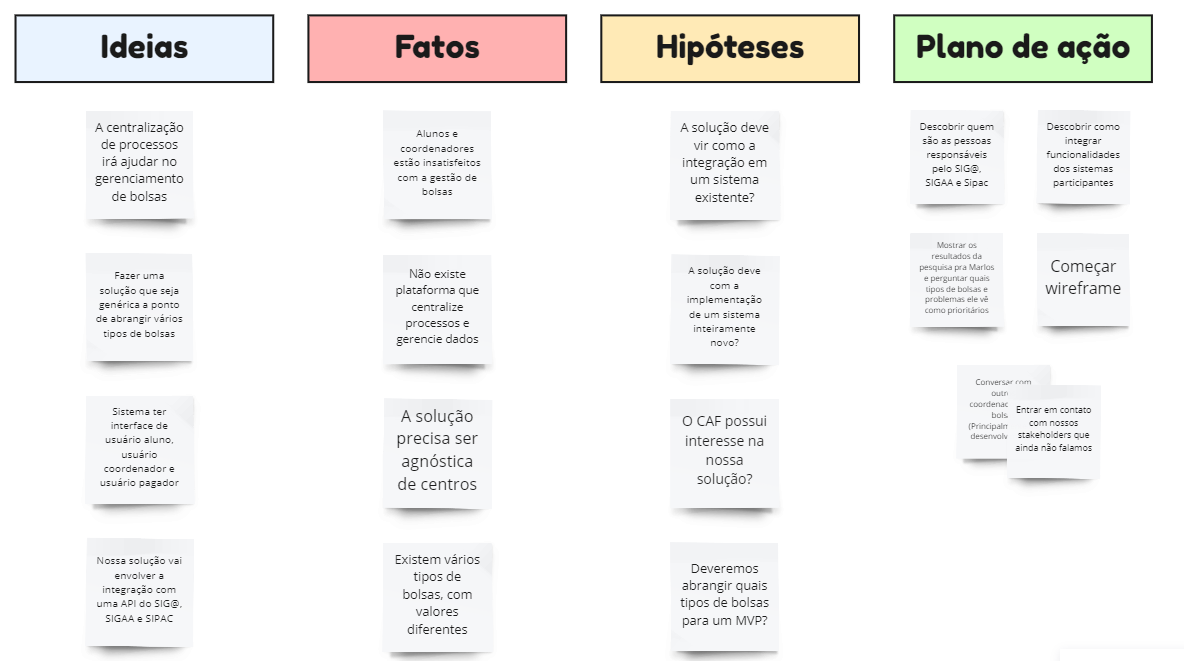 Ideias
Fatos
Hipóteses
Plano de ação
A centralização
de processos
irá ajudar no
gerenciamento
de bolsas
Fazer uma
solução que seja
genérica a ponto
de abrangir vários
tipos de bolsas
Sistema ter
interface de
usuário aluno,
usuário
coordenador e
usuário pagador
Nossa solução vai
envolver a
integração com
uma API do SIG@,
SIGAA e SIPAC
Alunos e
coordenadores
estão insatisfeitos
com a gestão de
bolsas
Não existe
plataforma que
centralize
processos e
gerencie dados
A solução
precisa ser
agnóstica
de centros
Existem vários
tipos de
bolsas, com
valores
diferentes
A solução deve
vir como a
integração em
um sistema
existente?
A solução deve
com a
implementação
de um sistema
inteiramente
novo?
O CAF possui
interesse na
nossa
solução?
Deveremos
abrangir quais
tipos de bolsas
para um MVP?
Descobrir quem
são as pessoas
responsáveis
pelo SIG@,
SIGAA e Sipac
Descobrir como
integrar
funcionalidades
dos sistemas
participantes
Mostrar os
resultados da
pesquisa pra Marlos
e perguntar quais
tipos de bolsas e
problemas ele vê
como prioritários
Começar
wireframe
Conversar com
Entrar em contato
com nossos
stakeholders que
ainda não falamos